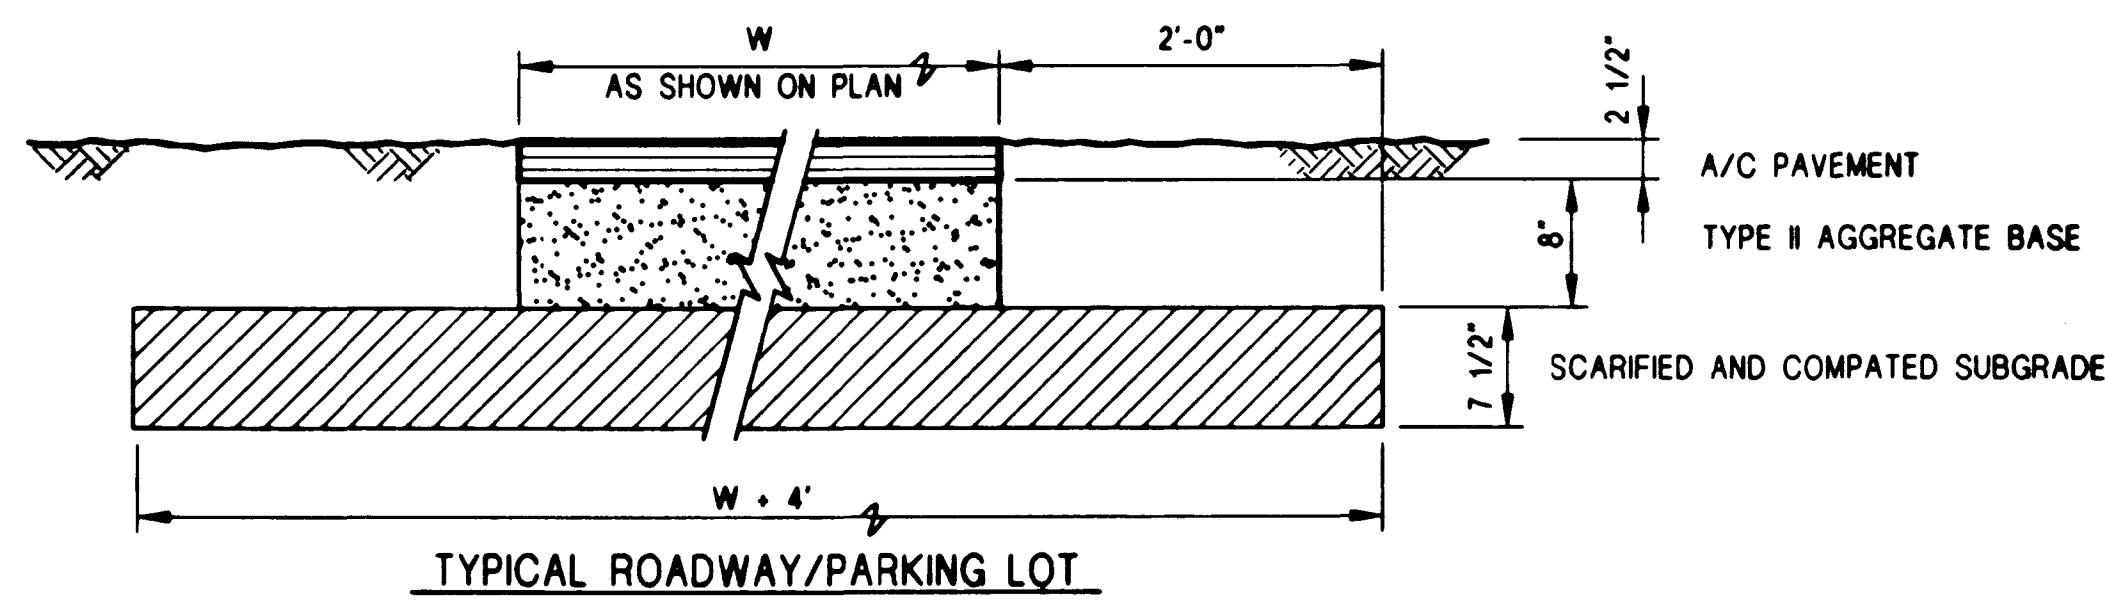 W
2'-0"
AS SHOWN ON PLAN
2 1/2"
A/C PAVEMENT
8"
TYPE II AGGREGATE BASE
7 1/2"
SCARIFIED AND COMPATED SUBGRADE
W + 4'
TYPICAL ROADWAY/PARKING LOT